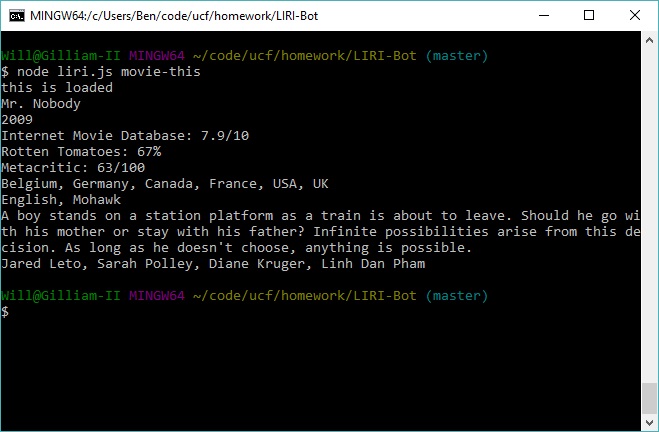 MINGW64:/c/Users/Ben/code/ucf/homework/LIRI-Bot
Will@Gilliam-II MINGW64 ~/code/ucf/homework/LIRI-Bot (master)
$ node liri.js movie-this
this is loaded
Mr. Nobody
2009
Internet Movie Database: 7.9/10
Rotten Tomatoes: 67%
Metacritic: 63/100
Belgium, Germany, Canada, France, USA, UK
English, Mohawk
A boy stands on a station platform as a train is about to leave. Should he go wi
th his mother or stay with his father? Infinite possibilities arise from this de
cision. As long as he doesn't choose, anything is possible.
Jared Leto, Sarah Polley, Diane Kruger, Linh Dan Pham
Will@Gilliam-II MINGW64 ~/code/ucf/homework/LIRI-Bot (master)
$